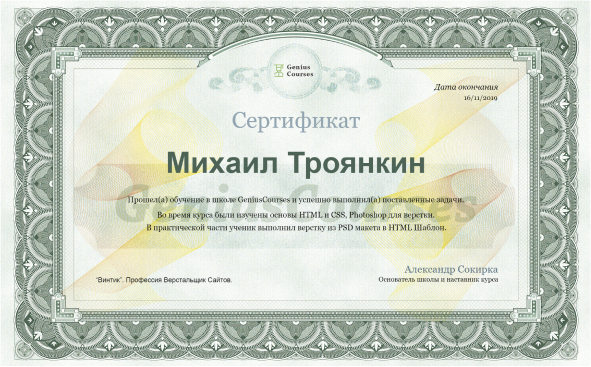 Genius
Courses
Дата окончания
16/11/2019
Сертификат
Михаил Троянкин
Genius Courses
Прошел(а) обучение в школе GeniusCourses и успешно выполнил(а) поставленные задачи.
Во время курса были изучены основы HTML и CSS, Photoshop для верстки.
В практической части ученик выполнил верстку из PSD макета в HTML Шаблон.
Александр Сокирка
Основатель школы и наставник курса
"Винтик". Профессия Верстальщик Сайтов.